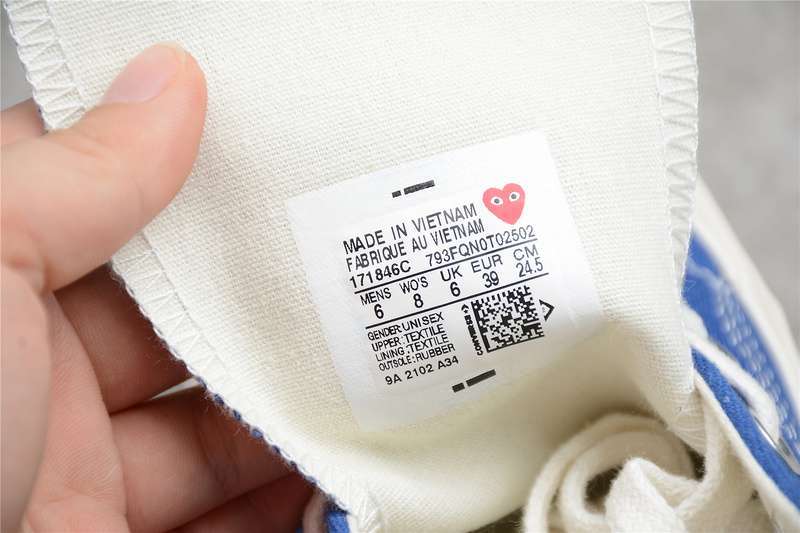 MADE IN VIETNAM
FABRIQUE AU VIETNAM
171846C 793FQN0T02502
MENS WO'S UK EUR CM
6 8 6 39 24.5
GENDER:UNISEX
UPPER:TEXTILE
LINING:TEXTILE
OUTSOLE:RUBBER
9A 2102 A34
CONVERSE